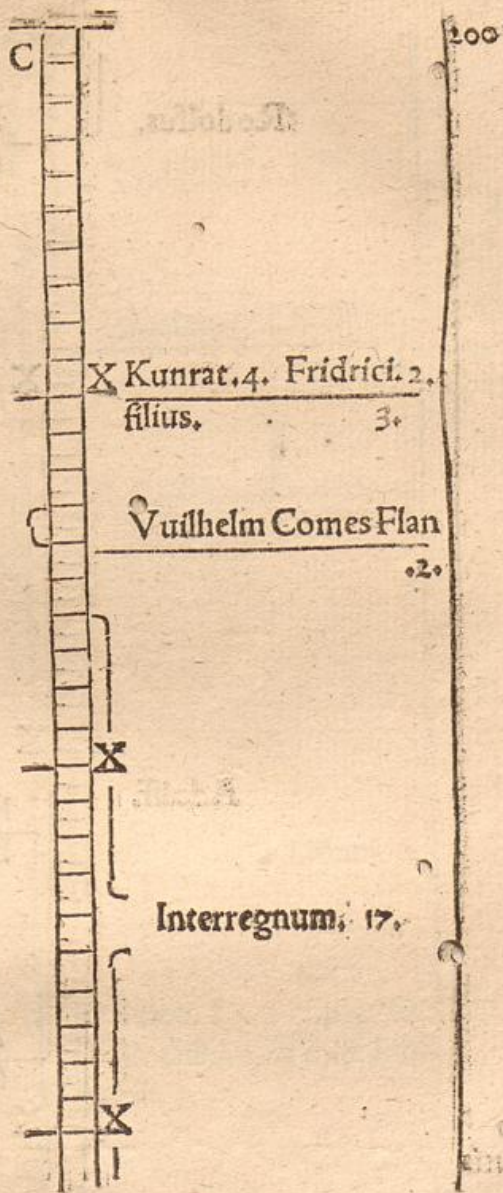 200
C
X Kunrat.4. Fridrici.2.
filius. 3.
Vuilhelm Comes Flan
.2.
X
Interregnum. 17.
X